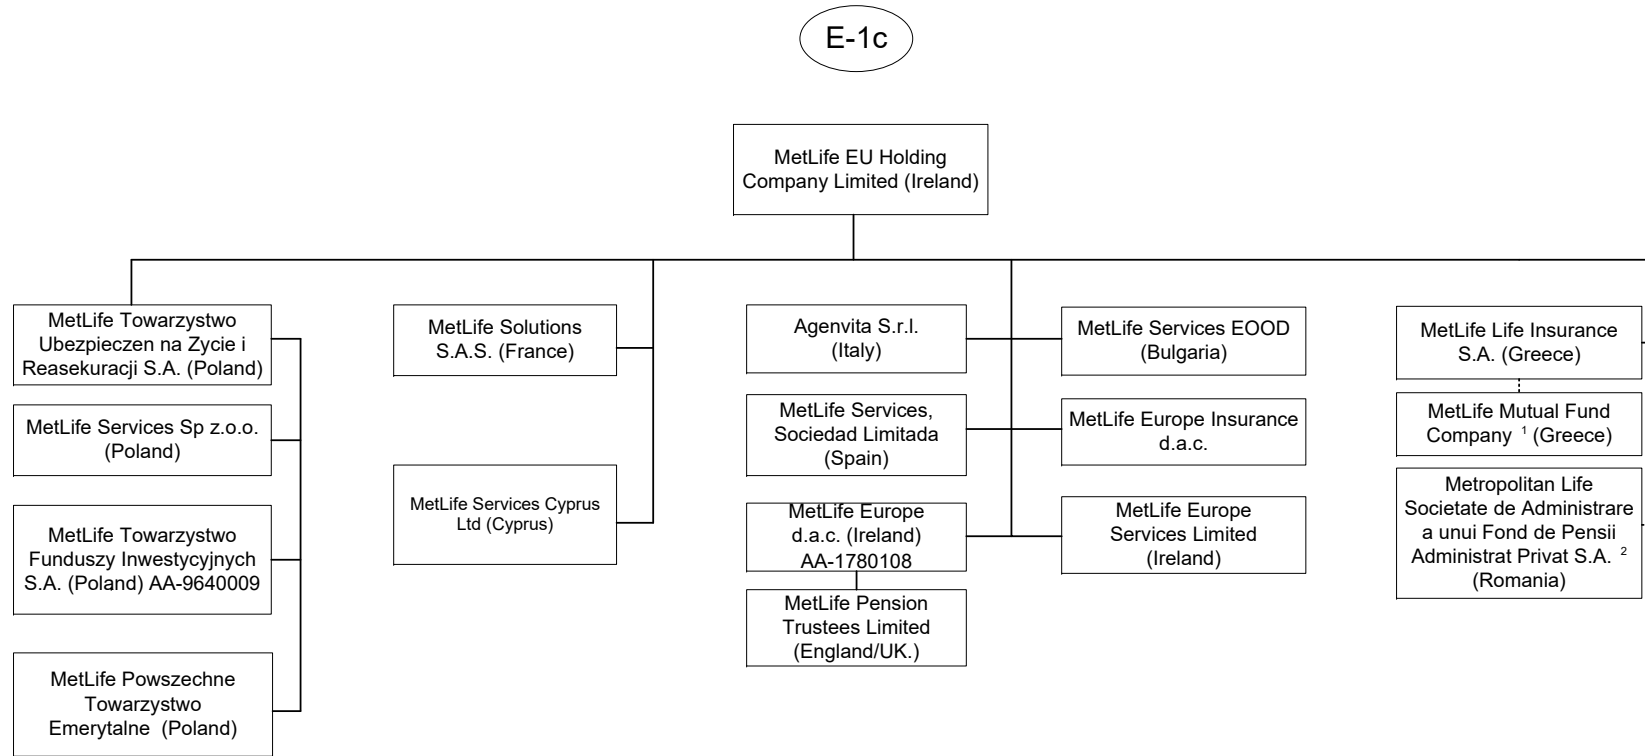 E-1c
MetLife EU Holding
Company Limited (Ireland)
MetLife Towarzystwo
Ubezpieczen na Zycie i
Reasekuracji S.A. (Poland)
MetLife Services Sp z.o.o.
(Poland)
MetLife Towarzystwo
Funduszy Inwestycyjnych
S.A. (Poland) AA-9640009
MetLife Powszechne
Towarzystwo
Emerytalne (Poland)
MetLife Solutions
S.A.S. (France)
MetLife Services Cyprus
Ltd (Cyprus)
Agenvita S.r.l.
(Italy)
MetLife Services,
Sociedad Limitada
(Spain)
MetLife Europe
d.a.c. (Ireland)
AA-1780108
MetLife Pension
Trustees Limited
(England/UK.)
MetLife Services EOOD
(Bulgaria)
MetLife Europe Insurance
d.a.c.
MetLife Europe
Services Limited
(Ireland)
MetLife Life Insurance
S.A. (Greece)
MetLife Mutual Fund
Company ¹ (Greece)
Metropolitan Life
Societate de Administrare
a unui Fond de Pensii
Administrat Privat S.A. ²
(Romania)